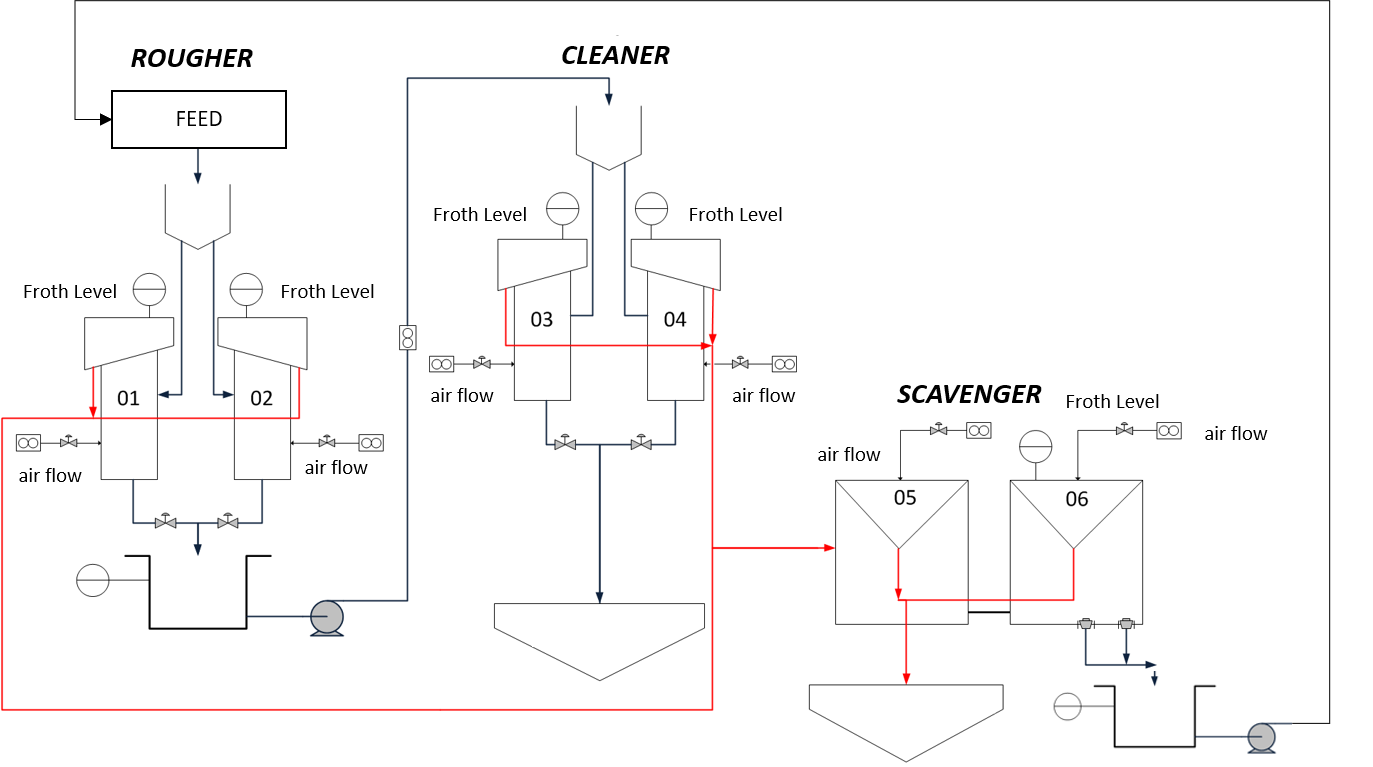 ROUGHER
CLEANER
FEED
Froth Level
Froth Level
Froth Level
Froth Level
03
04
01
02
air flow
air flow
air flow
air flow
SCAVENGER
Froth Level
air flow
air flow
05
06